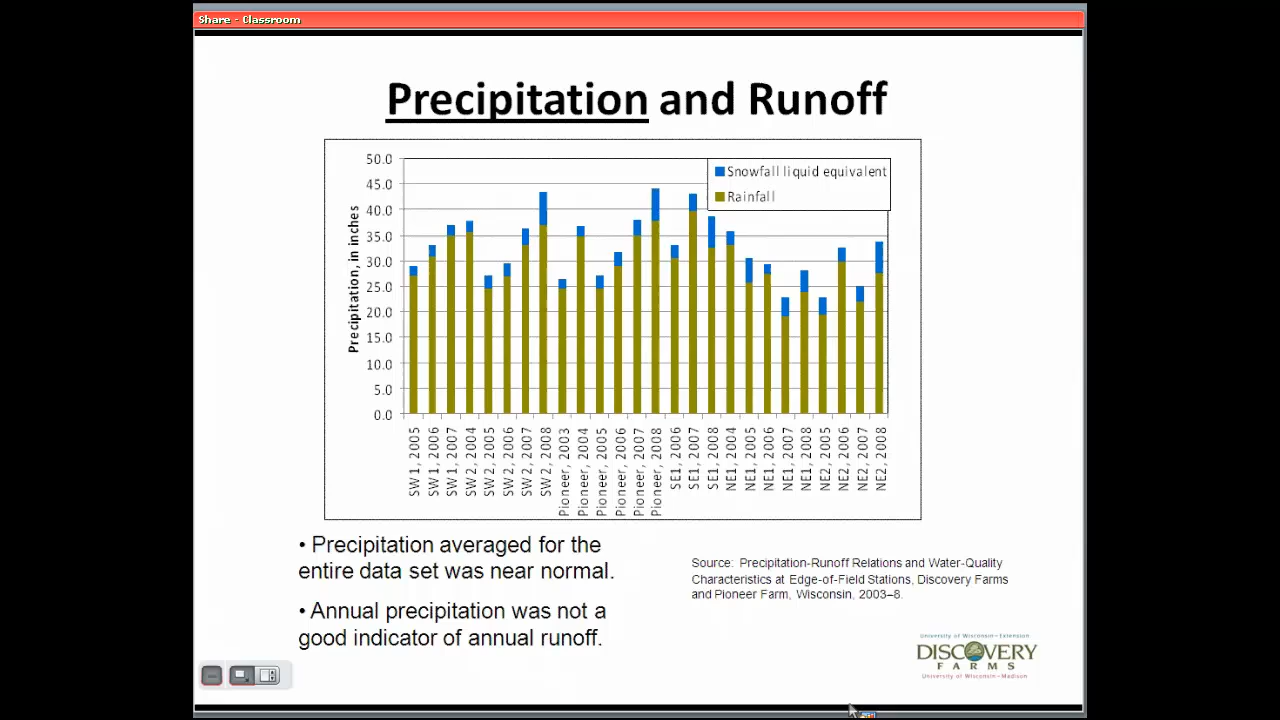 Share - Classroom
Precipitation and Runoff
50.0
45.0
40.0
35.0
30.0
25.0
20.0
15.0
10.0
5.0
0.0
Precipitation, in inches
Snowfall liquid equivalent
Rainfall
SW1, 2005
SW1, 2006
SW1, 2007
SW2, 2004
SW2, 2005
SW2, 2006
SW2, 2007
SW2, 2008
Pioneer, 2003
Pioneer, 2004
Pioneer, 2005
Pioneer, 2006
Pioneer, 2007
Pioneer, 2008
SE1, 2006
SE1, 2007
SE1, 2008
NE1, 2004
NE1, 2005
NE1, 2006
NE1, 2007
NE1, 2008
NE2, 2005
NE2, 2006
NE2, 2007
NE2, 2008
• Precipitation averaged for the
entire data set was near normal.
• Annual precipitation was not a
good indicator of annual runoff.
Source: Precipitation-Runoff Relations and Water-Quality
Characteristics at Edge-of-Field Stations, Discovery Farms
and Pioneer Farm, Wisconsin, 2003–8.
University of Wisconsin-Extension
DISCOVERY
FARMS
University of Wisconsin-Madison